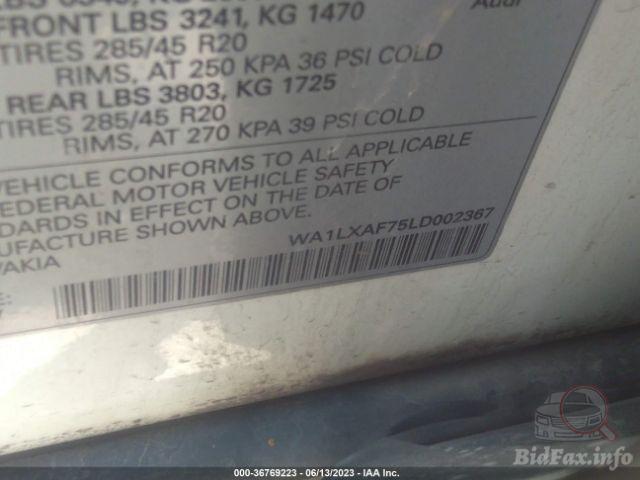 Audi
FRONT LBS 3241, KG 1470
TIRES 285/45 R20
RIMS, AT 250 KPA 36 PSI COLD
REAR LBS 3803, KG 1725
TIRES 285/45 R20
RIMS, AT 270 KPA 39 PSI COLD
VEHICLE CONFORMS TO ALL APPLICABLE
FEDERAL MOTOR VEHICLE SAFETY
DARDS IN EFFECT ON THE DATE OF
UFACTURE SHOWN ABOVE.
VAKIA
WA1LXAF75LD002367
E:
000-36769223 - 06/13/2023 - IAA Inc.
BidFax.info